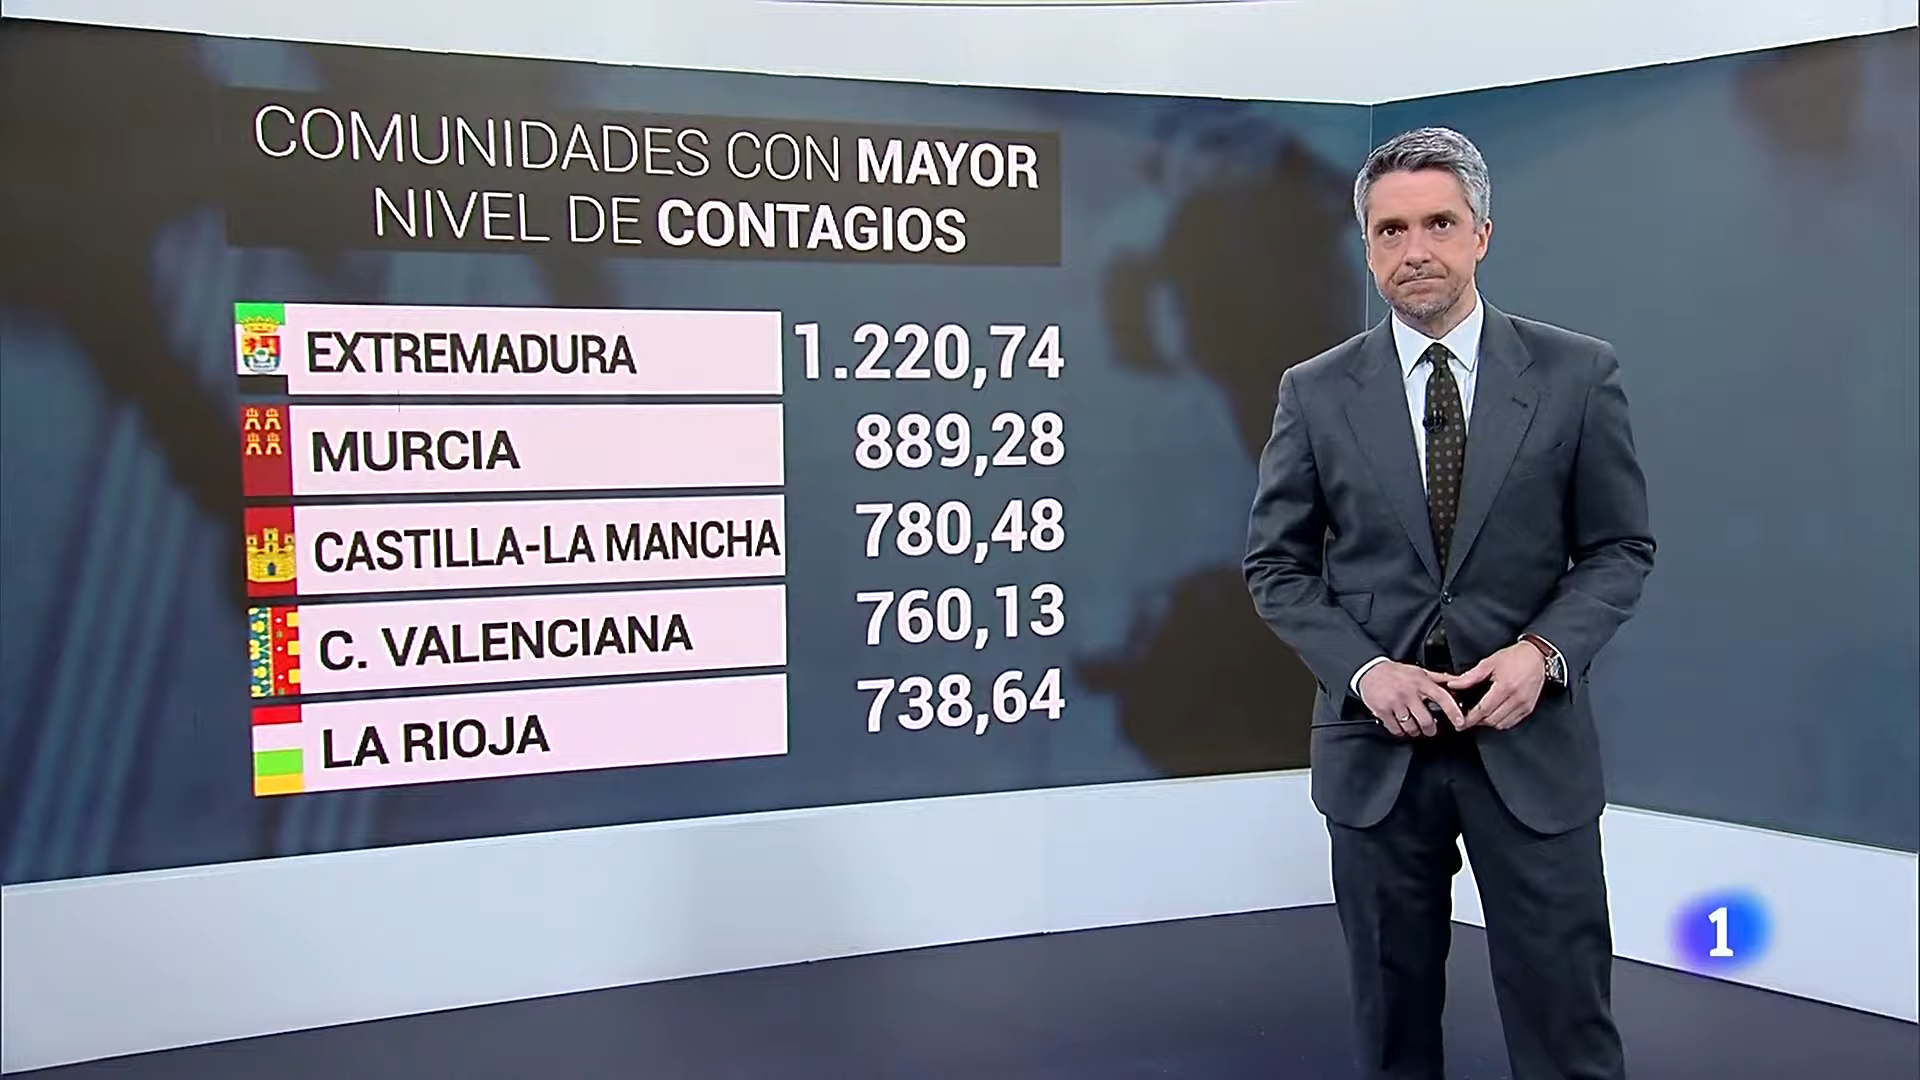 COMUNIDADES CON MAYOR
NIVEL DE CONTAGIOS
EXTREMADURA 1.220,74
MURCIA 889,28
CASTILLA-LA MANCHA 780,48
C. VALENCIANA 760,13
LA RIOJA 738,64
1